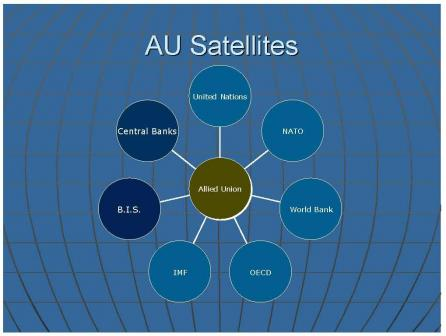 AU Satellites
United Nations
Central Banks
NATO
Allied Union
B.I.S.
World Bank
IMF
OECD